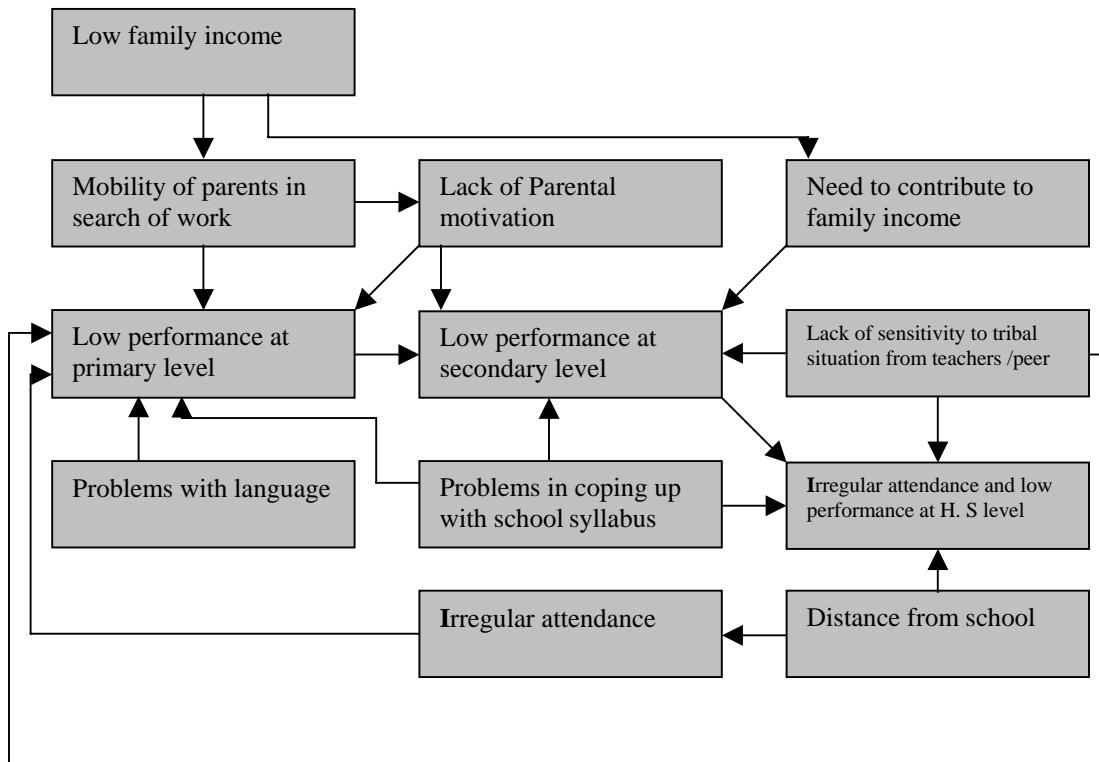 Low family income
Mobility of parents in
search of work
Lack of Parental
motivation
Need to contribute to
family income
Low performance at
primary level
Low performance at
secondary level
Lack of sensitivity to tribal
situation from teachers /peer
Problems with language
Problems in coping up
with school syllabus
Irregular attendance and low
performance at H. S level
Irregular attendance
Distance from school